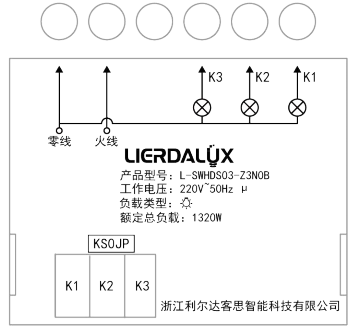 K3 K2 K1
零线 火线
LIERDALUX
产品型号: L-SWHDS03-Z3N0B
工作电压: 220V~50Hz μ
负载类型:
额定总负载: 1320W
KS0JP
K1 K2 K3
浙江利尔达客思智能科技有限公司